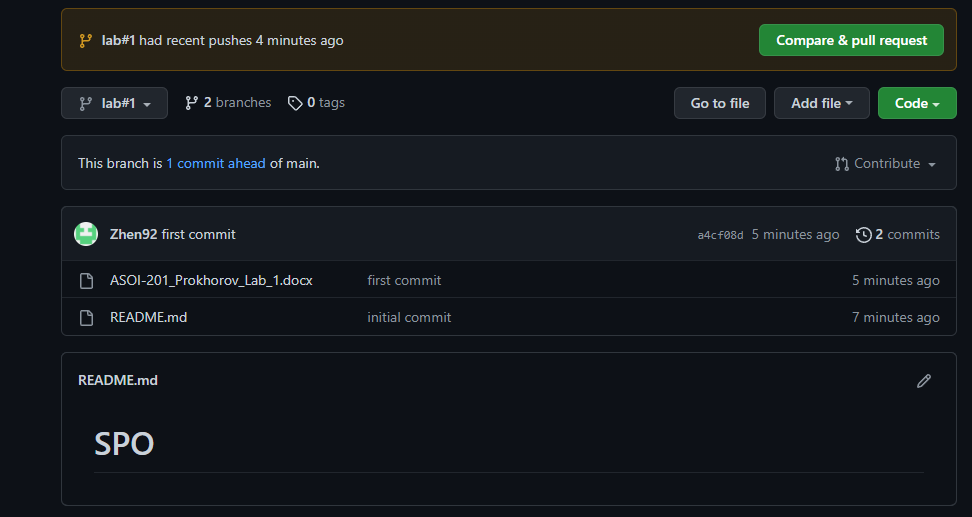 lab#1 had recent pushes 4 minutes ago Compare & pull request
lab#1 2 branches 0 tags Go to file Add file Code
This branch is 1 commit ahead of main. Contribute
Zhen92 first commit a4cf08d 5 minutes ago 2 commits
ASOI-201_Prokhorov_Lab_1.docx first commit 5 minutes ago
README.md initial commit 7 minutes ago
README.md
SPO